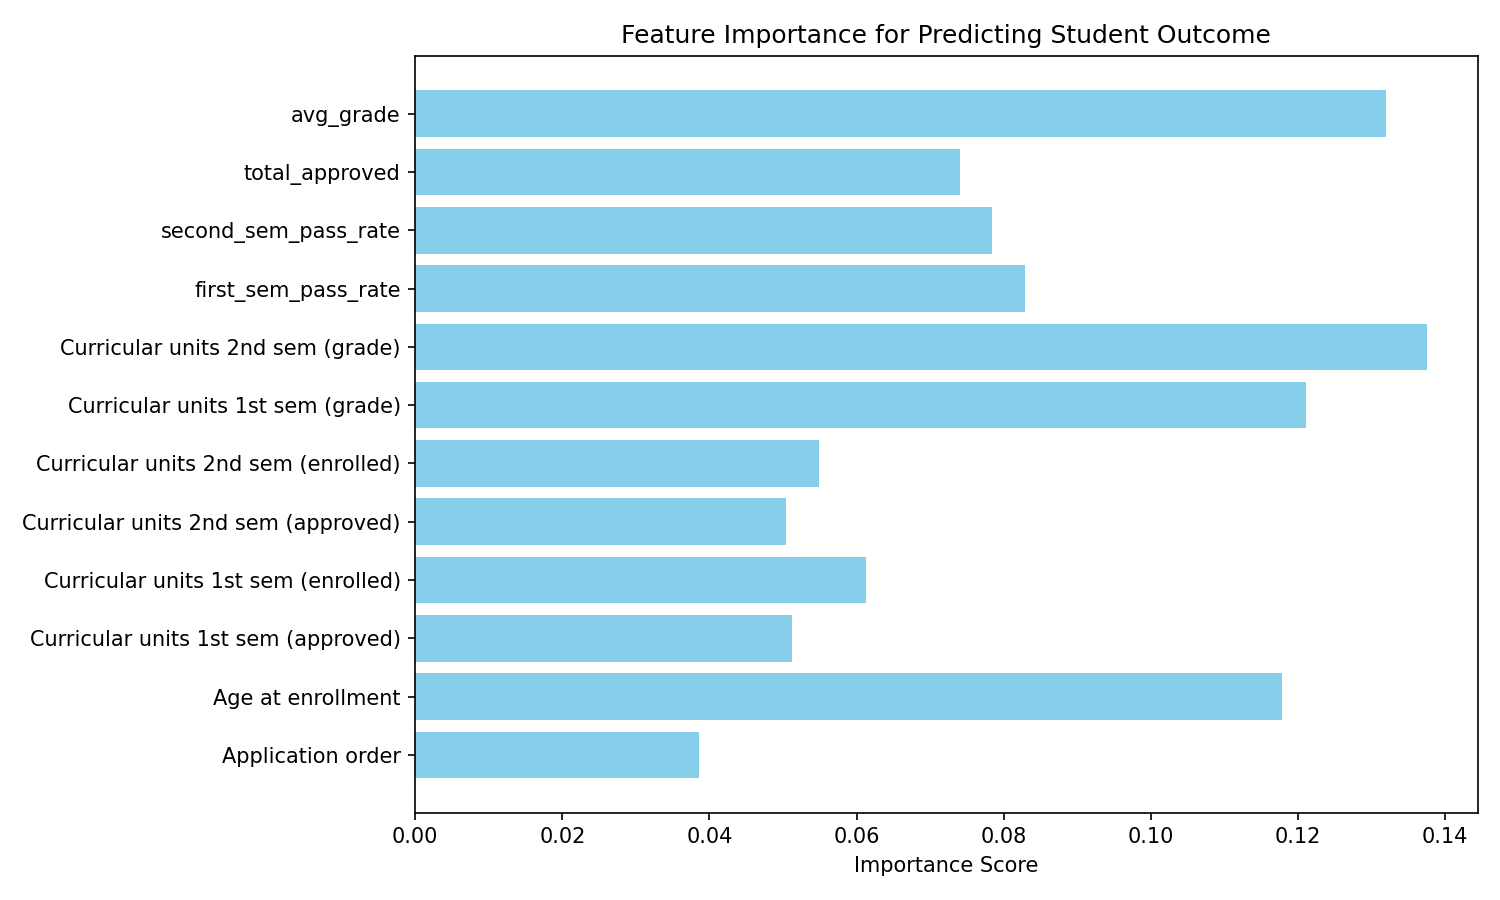 Feature Importance for Predicting Student Outcome
avg_grade
total_approved
second_sem_pass_rate
first_sem_pass_rate
Curricular units 2nd sem (grade)
Curricular units 1st sem (grade)
Curricular units 2nd sem (enrolled)
Curricular units 2nd sem (approved)
Curricular units 1st sem (enrolled)
Curricular units 1st sem (approved)
Age at enrollment
Application order
0.00 0.02 0.04 0.06 0.08 0.10 0.12 0.14
Importance Score